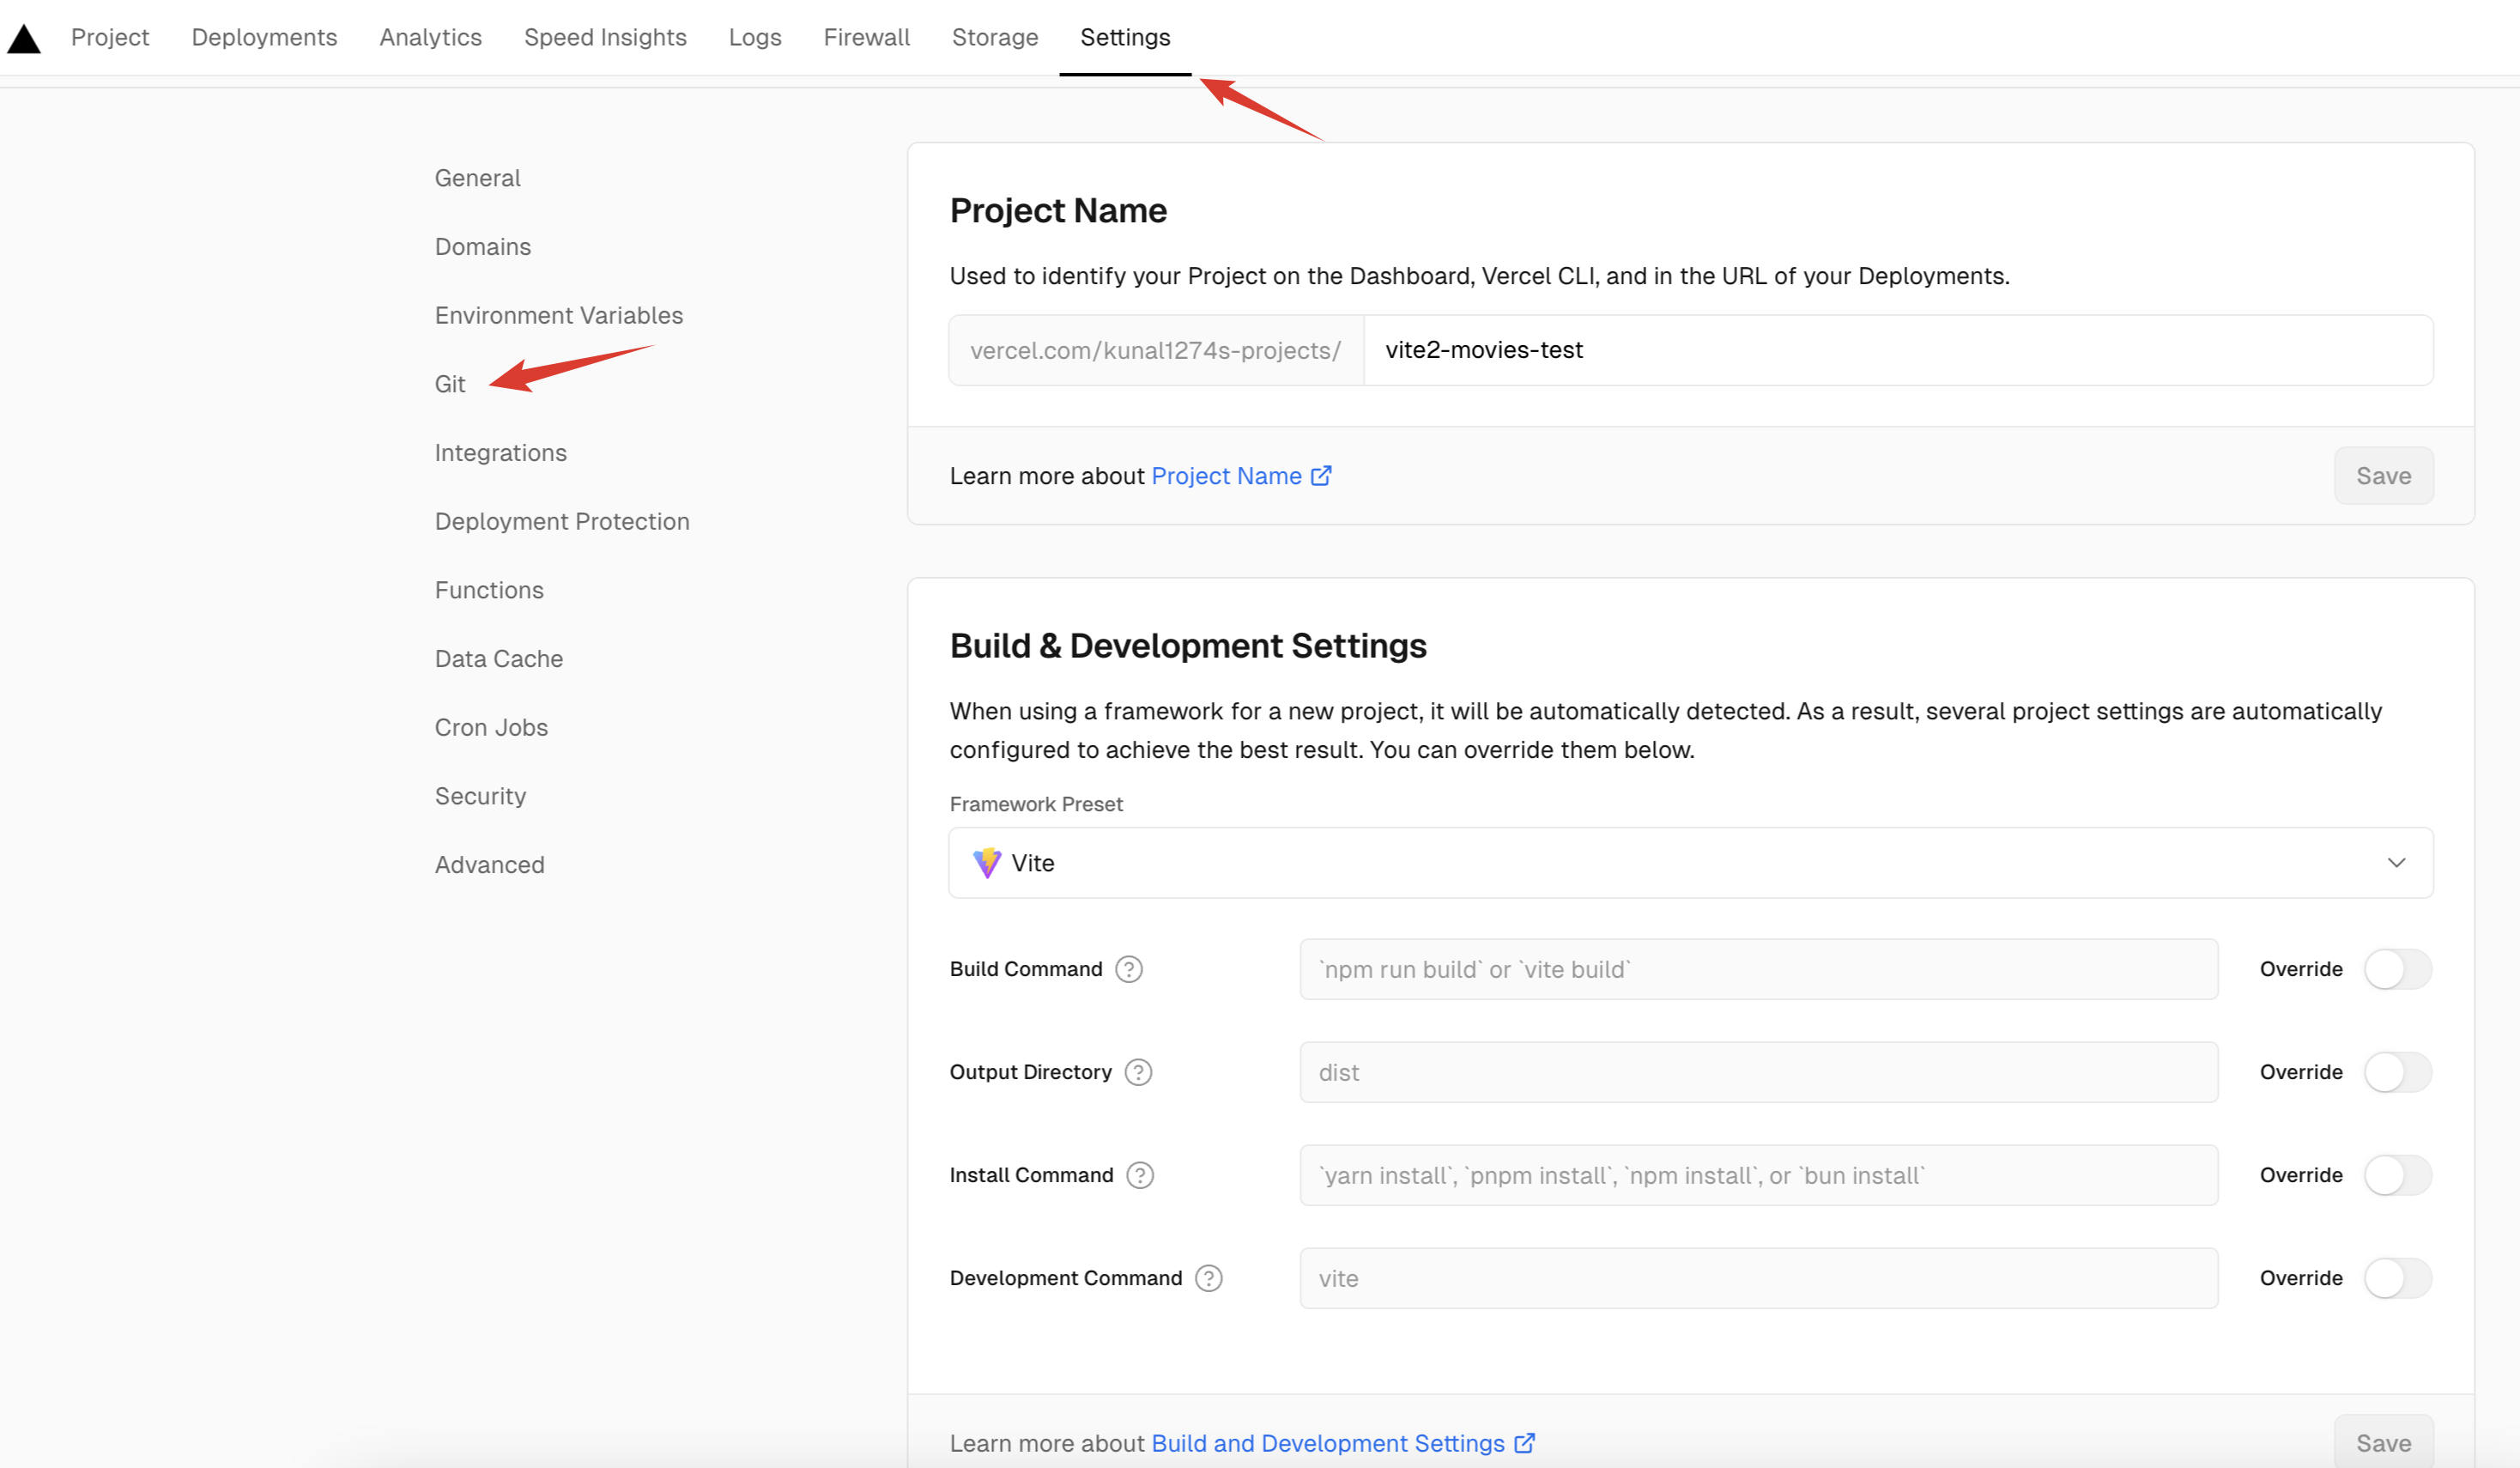 Project Deployments Analytics Speed Insights Logs Firewall Storage Settings
General
Domains
Environment Variables
Git
Integrations
Deployment Protection
Functions
Data Cache
Cron Jobs
Security
Advanced
Project Name
Used to identify your Project on the Dashboard, Vercel CLI, and in the URL of your Deployments.
vercel.com/kunal1274s-projects/ vite2-movies-test
Learn more about Project Name Save
Build & Development Settings
When using a framework for a new project, it will be automatically detected. As a result, several project settings are automatically
configured to achieve the best result. You can override them below.
Framework Preset
Vite
Build Command ? `npm run build` or `vite build` Override
Output Directory ? dist Override
Install Command ? `yarn install`, `pnpm install`, `npm install`, or `bun install` Override
Development Command ? vite Override
Learn more about Build and Development Settings Save